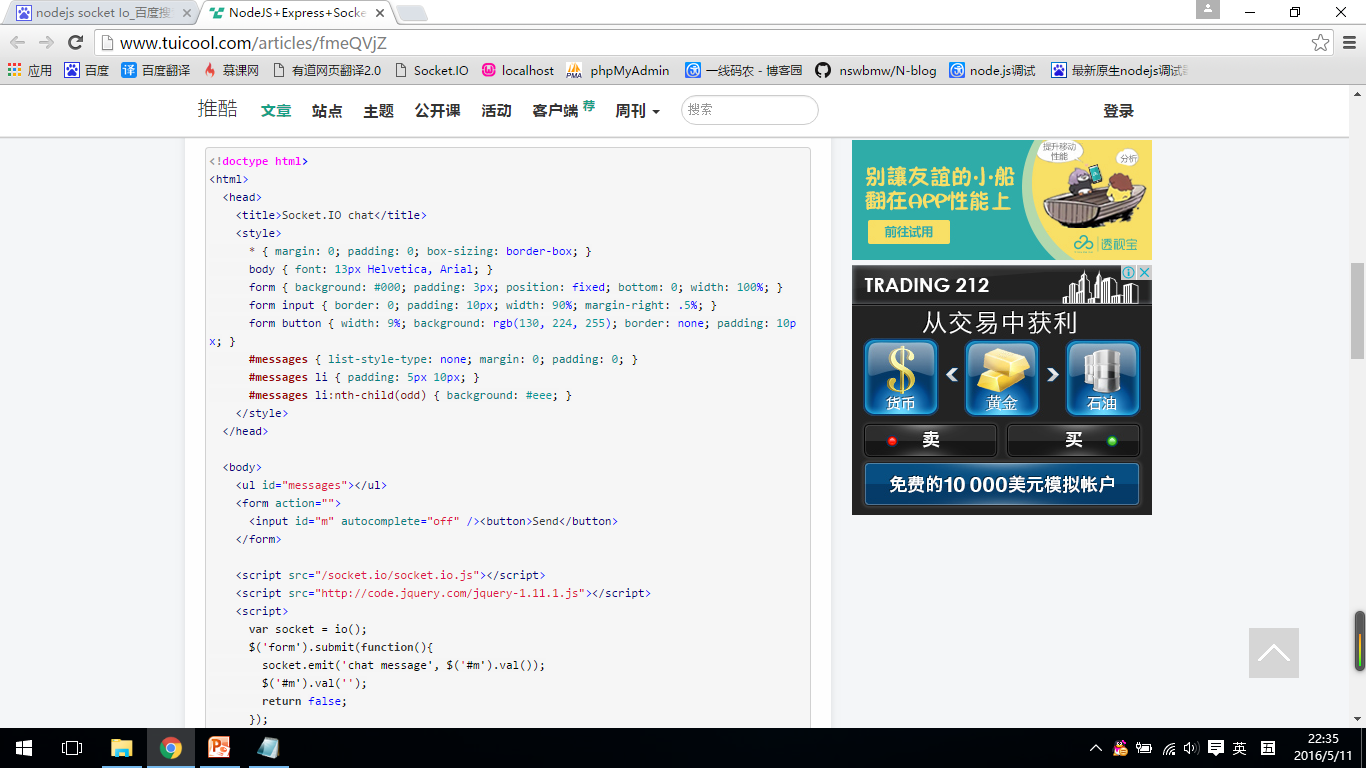 nodejs socket Io_百度搜
NodeJS+Express+Socke
www.tuicool.com/articles/fmeQVjZ
应用 百度 百度翻译 慕课网 有道网页翻译2.0 Socket.IO localhost phpMyAdmin 一线码农 - 博客园 nswbmw/N-blog node.js调试 最新原生nodejs调试
推酷 文章 站点 主题 公开课 活动 客户端 荐 周刊 搜索 登录
<!doctype html>
<html>
<head>
<title>Socket.IO chat</title>
<style>
* { margin: 0; padding: 0; box-sizing: border-box; }
body { font: 13px Helvetica, Arial; }
form { background: #000; padding: 3px; position: fixed; bottom: 0; width: 100%; }
form input { border: 0; padding: 10px; width: 90%; margin-right: .5%; }
form button { width: 9%; background: rgb(130, 224, 255); border: none; padding: 10p
x; }
#messages { list-style-type: none; margin: 0; padding: 0; }
#messages li { padding: 5px 10px; }
#messages li:nth-child(odd) { background: #eee; }
</style>
</head>
<body>
<ul id="messages"></ul>
<form action="">
<input id="m" autocomplete="off" /><button>Send</button>
</form>
<script src="/socket.io/socket.io.js"></script>
<script src="http://code.jquery.com/jquery-1.11.1.js"></script>
<script>
var socket = io();
$('form').submit(function(){
socket.emit('chat message', $('#m').val());
$('#m').val('');
return false;
});
提升移动
性能
分析
别讓友誼的小船
翻在APP性能上
前往试用
透视宝
TRADING 212
从交易中获利
货币 黄金 石油
卖 买
免费的10 000美元模拟帐户
英 五
22:35
2016/5/11